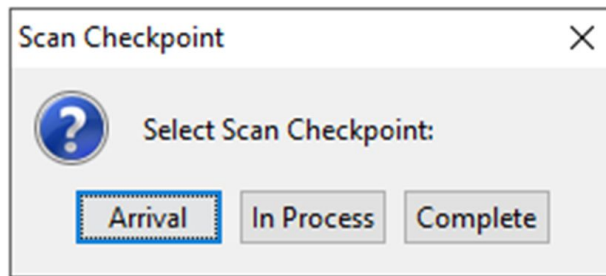 Scan Checkpoint
Select Scan Checkpoint:
Arrival In Process Complete